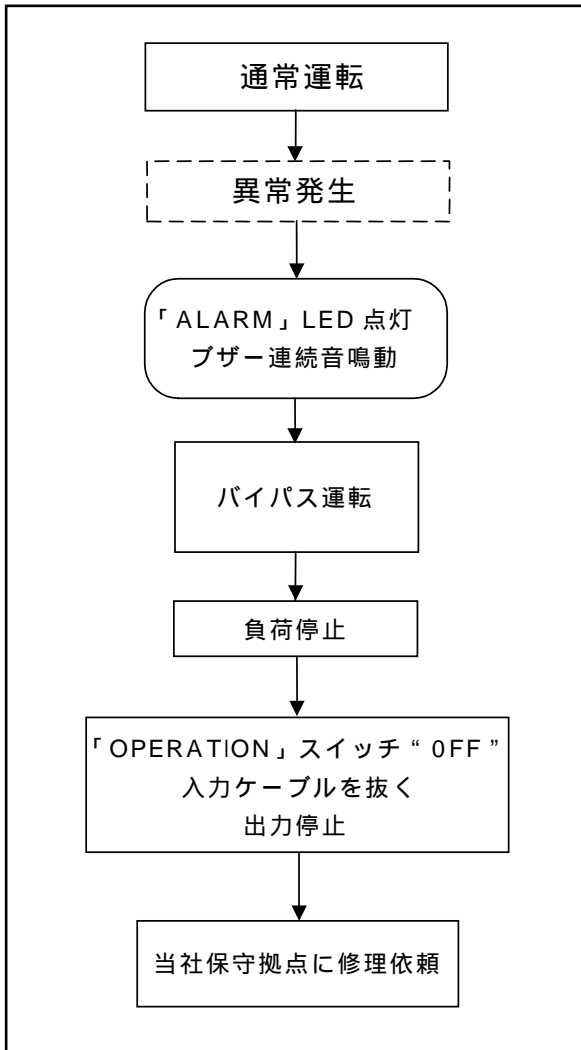 通常運転
異常発生
「ALARM」LED点灯
ブザー連続音鳴動
バイパス運転
負荷停止
「OPERATION」スイッチ“0FF”
入力ケーブルを抜く
出力停止
当社保守拠点に修理依頼